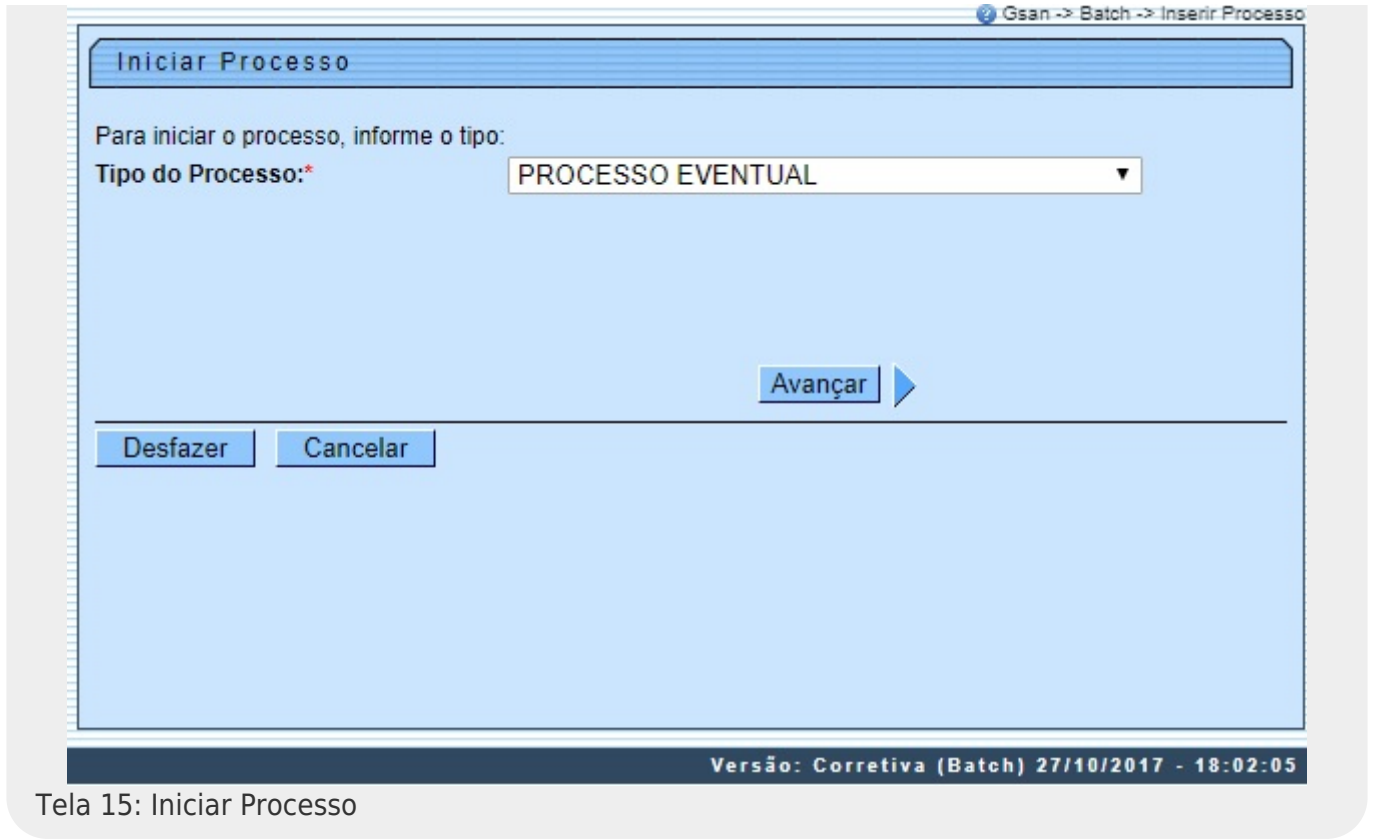 Gsan -> Batch -> Inserir Processo
Iniciar Processo
Para iniciar o processo, informe o tipo:
Tipo do Processo:* PROCESSO EVENTUAL
Avançar
Desfazer Cancelar
Versão: Corretiva (Batch) 27/10/2017 - 18:02:05
Tela 15: Iniciar Processo